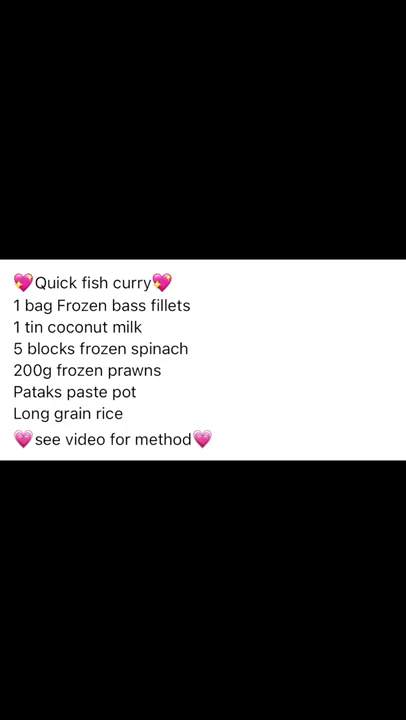 💖Quick fish curry💖
1 bag Frozen bass fillets
1 tin coconut milk
5 blocks frozen spinach
200g frozen prawns
Pataks paste pot
Long grain rice
💗see video for method💗